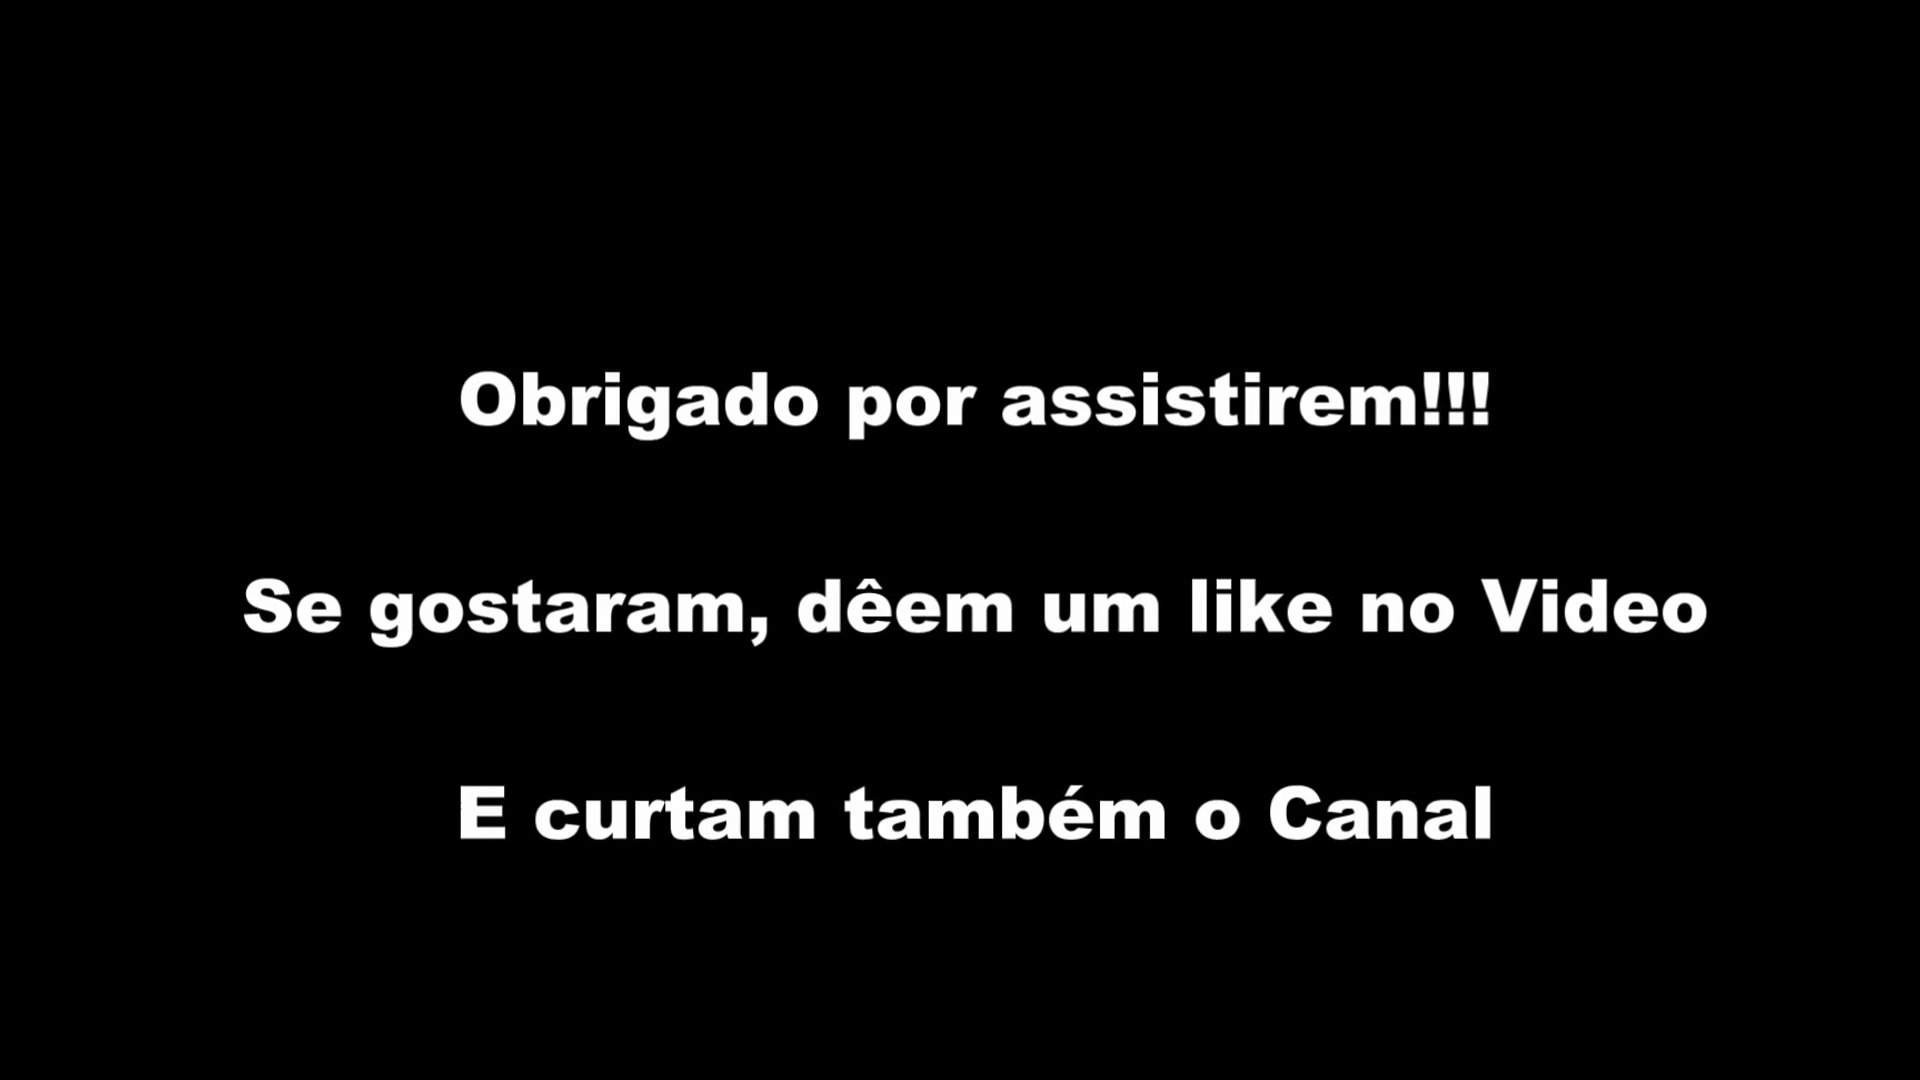 Obrigado por assistirem!!!
Se gostaram, dêem um like no Video
E curtam também o Canal